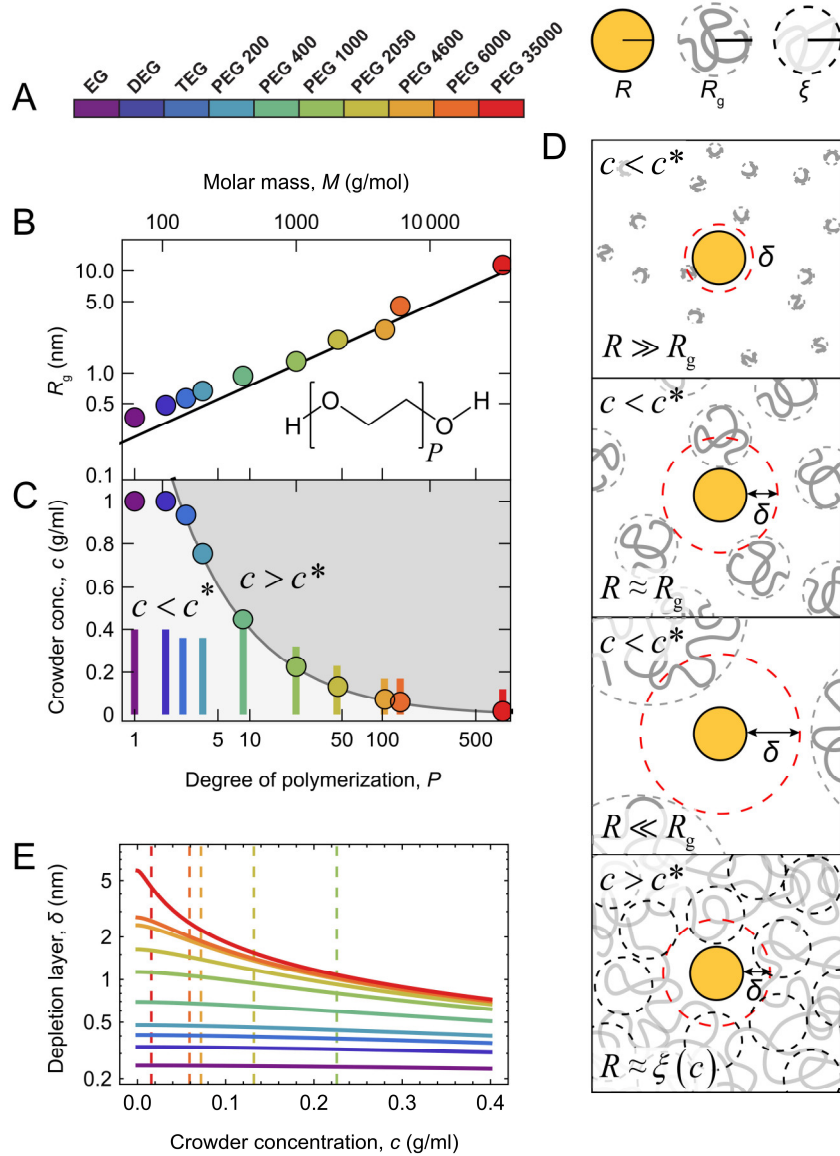 A
EG
DEG
TEG
PEG 200
PEG 400
PEG 1000
PEG 2050
PEG 4600
PEG 6000
PEG 35000
R
Rg
ξ
B
Molar mass, M (g/mol)
100
1000
10 000
10.0
5.0
1.0
0.5
0.1
Rg (nm)
H
O
O
H
P
C
1
0.8
0.6
0.4
0.2
0
Crowder conc., c (g/ml)
c < c*
c > c*
1
5
10
50
100
500
Degree of polymerization, P
D
c < c*
δ
R ≫ Rg
c < c*
δ
R ≈ Rg
c < c*
δ
R ≪ Rg
c > c*
δ
R ≈ ξ(c)
E
5
2
1
0.5
0.2
Depletion layer, δ (nm)
0.0
0.1
0.2
0.3
0.4
Crowder concentration, c (g/ml)